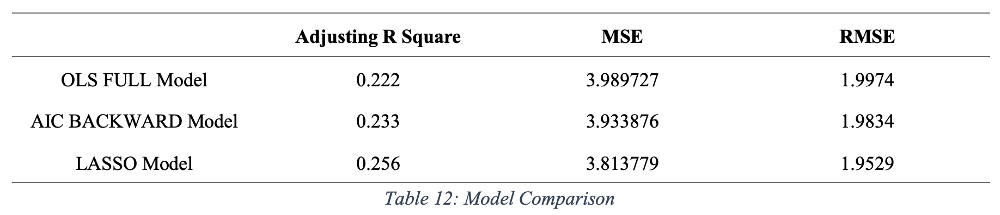 Adjusting R Square MSE RMSE
OLS FULL Model 0.222 3.989727 1.9974
AIC BACKWARD Model 0.233 3.933876 1.9834
LASSO Model 0.256 3.813779 1.9529
Table 12: Model Comparison